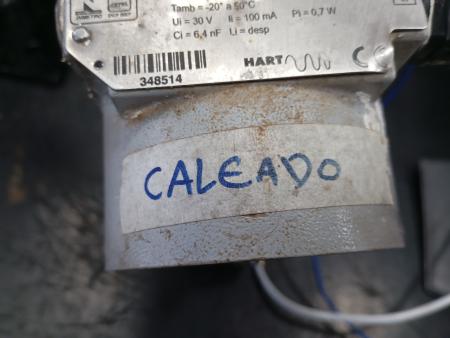 Tamb = -20° a 50°C
Ui = 30 V Ii = 100 mA Pi = 0,7 W
Ci = 6,4 nF Li = desp
348514
HART
CE
CALEADO